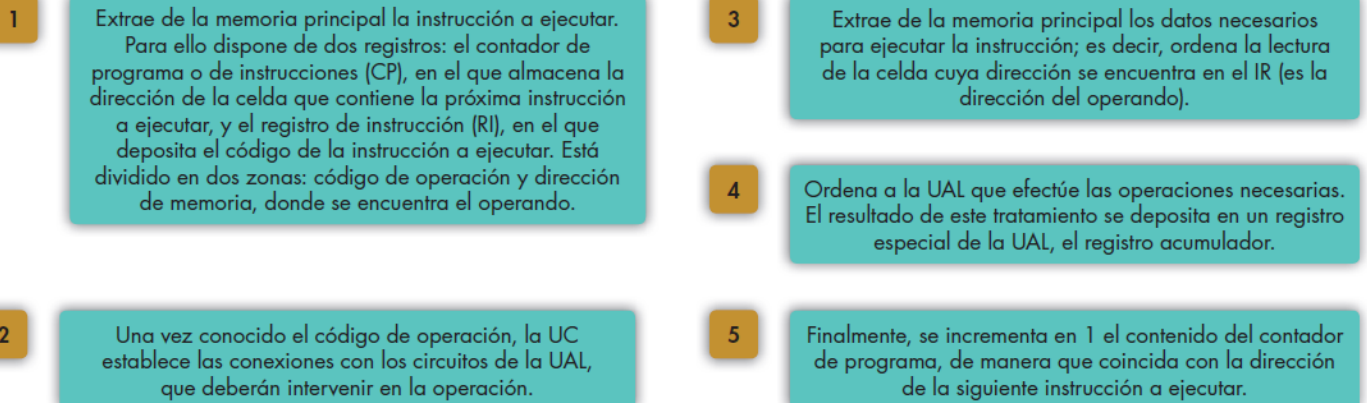 1
Extrae de la memoria principal la instrucción a ejecutar.
Para ello dispone de dos registros: el contador de
programa o de instrucciones (CP), en el que almacena la
dirección de la celda que contiene la próxima instrucción
a ejecutar, y el registro de instrucción (RI), en el que
deposita el código de la instrucción a ejecutar. Está
dividido en dos zonas: código de operación y dirección
de memoria, donde se encuentra el operando.
2
Una vez conocido el código de operación, la UC
establece las conexiones con los circuitos de la UAL,
que deberán intervenir en la operación.
3
Extrae de la memoria principal los datos necesarios
para ejecutar la instrucción; es decir, ordena la lectura
de la celda cuya dirección se encuentra en el IR (es la
dirección del operando).
4
Ordena a la UAL que efectúe las operaciones necesarias.
El resultado de este tratamiento se deposita en un registro
especial de la UAL, el registro acumulador.
5
Finalmente, se incrementa en 1 el contenido del contador
de programa, de manera que coincida con la dirección
de la siguiente instrucción a ejecutar.